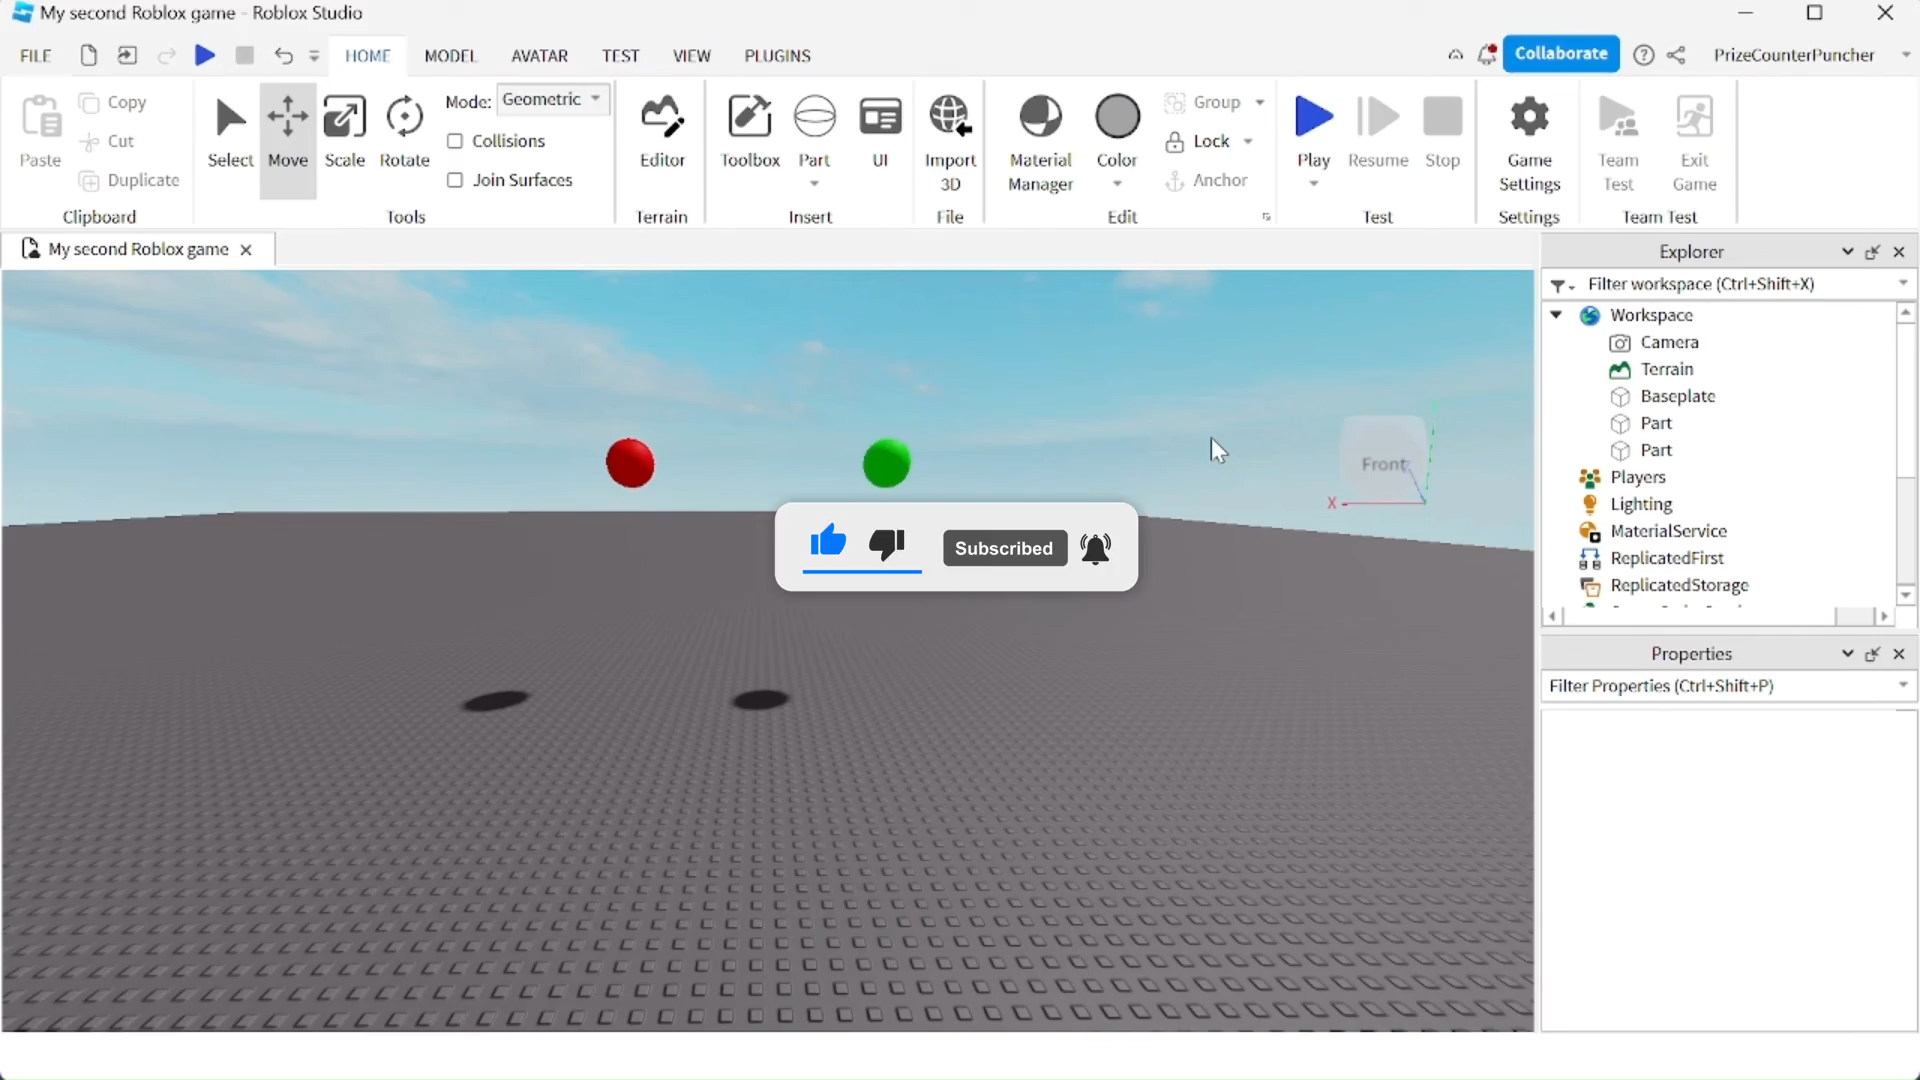 My second Roblox game - Roblox Studio
FILE HOME MODEL AVATAR TEST VIEW PLUGINS Collaborate PrizeCounterPuncher
Paste Copy Cut Duplicate
Clipboard
Select Move Scale Rotate
Mode: Geometric
Collisions
Join Surfaces
Tools
Editor
Terrain
Toolbox Part UI
Insert
Import
3D
File
Material
Manager
Color
Group
Lock
Anchor
Edit
Play Resume Stop
Test
Game
Settings
Settings
Team
Test
Exit
Game
Team Test
My second Roblox game
Front
X
Subscribed
Explorer
Filter workspace (Ctrl+Shift+X)
Workspace
Camera
Terrain
Baseplate
Part
Part
Players
Lighting
MaterialService
ReplicatedFirst
ReplicatedStorage
Properties
Filter Properties (Ctrl+Shift+P)